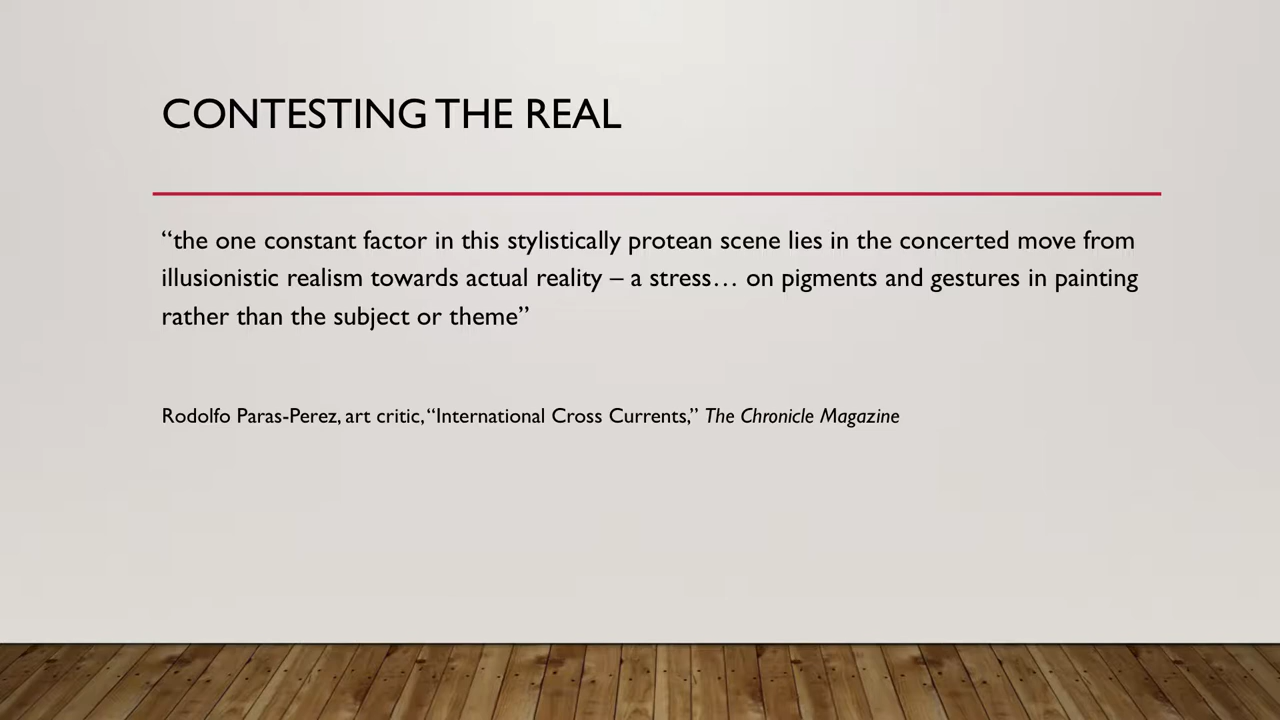 CONTESTING THE REAL
“the one constant factor in this stylistically protean scene lies in the concerted move from
illusionistic realism towards actual reality – a stress… on pigments and gestures in painting
rather than the subject or theme”
Rodolfo Paras-Perez, art critic, “International Cross Currents,” The Chronicle Magazine